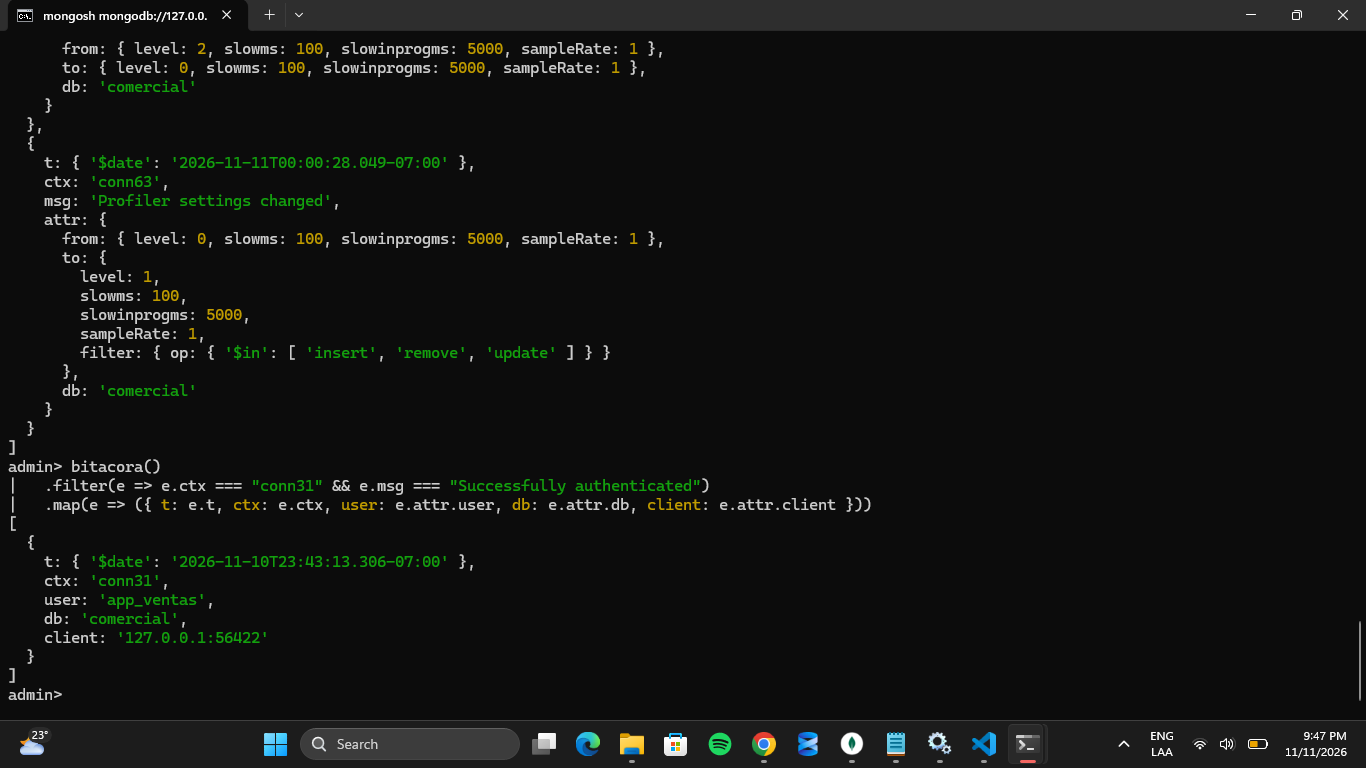 mongosh mongodb://127.0.0.
      from: { level: 2, slowms: 100, slowinprogms: 5000, sampleRate: 1 },
      to: { level: 0, slowms: 100, slowinprogms: 5000, sampleRate: 1 },
      db: 'comercial'
    }
  },
  {
    t: { '$date': '2026-11-11T00:00:28.049-07:00' },
    ctx: 'conn63',
    msg: 'Profiler settings changed',
    attr: {
      from: { level: 0, slowms: 100, slowinprogms: 5000, sampleRate: 1 },
      to: {
        level: 1,
        slowms: 100,
        slowinprogms: 5000,
        sampleRate: 1,
        filter: { op: { '$in': [ 'insert', 'remove', 'update' ] } }
      },
      db: 'comercial'
    }
  }
]
admin> bitacora()
|   .filter(e => e.ctx === "conn31" && e.msg === "Successfully authenticated")
|   .map(e => ({ t: e.t, ctx: e.ctx, user: e.attr.user, db: e.attr.db, client: e.attr.client }))
[
  {
    t: { '$date': '2026-11-10T23:43:13.306-07:00' },
    ctx: 'conn31',
    user: 'app_ventas',
    db: 'comercial',
    client: '127.0.0.1:56422'
  }
]
admin>
23°
Search
ENG
LAA
9:47 PM
11/11/2026